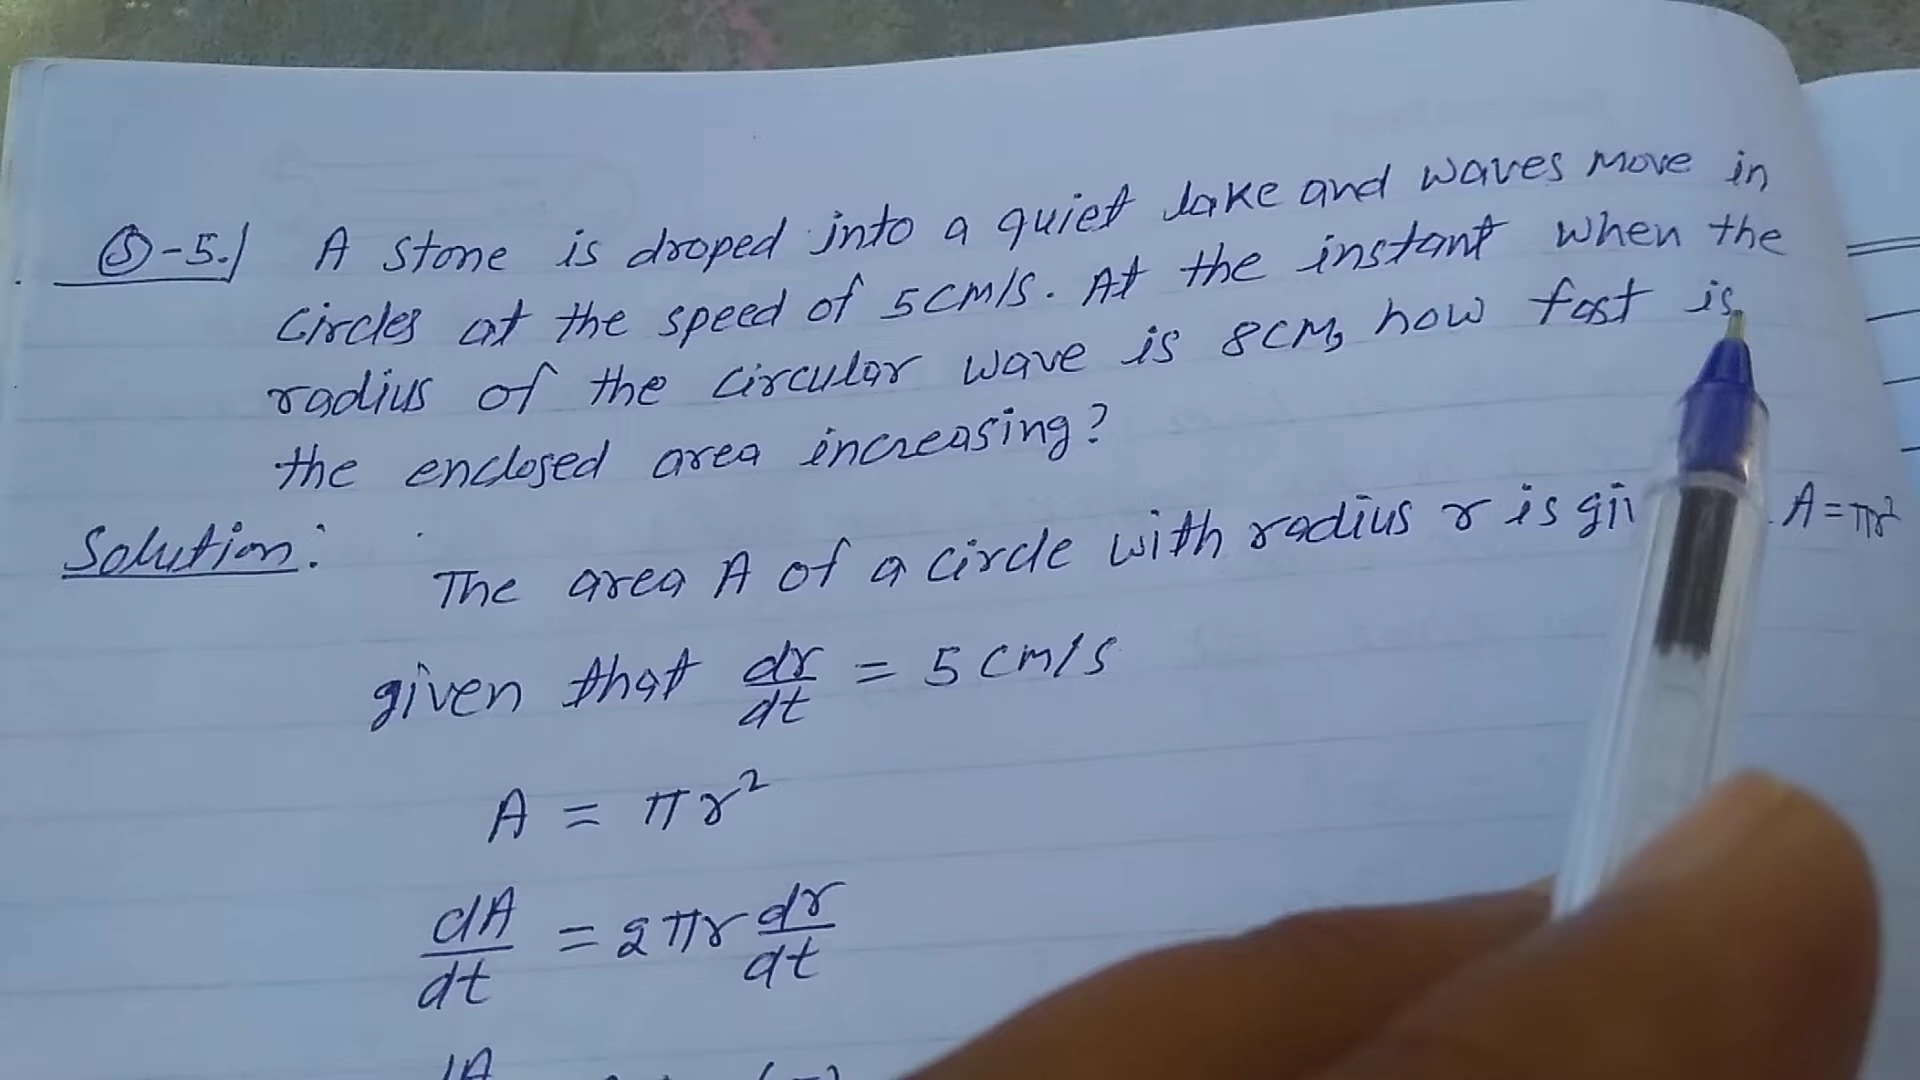 Q-5.) A stone is droped into a quiet lake and waves move in
circles at the speed of 5cm/s. At the instant when the
radius of the circular wave is 8cm, how fast is
the enclosed area increasing?
Solution:
The area A of a circle with radius r is A = πr²
given that dr/dt = 5 cm/s
A = πr²
dA/dt = 2πr dr/dt